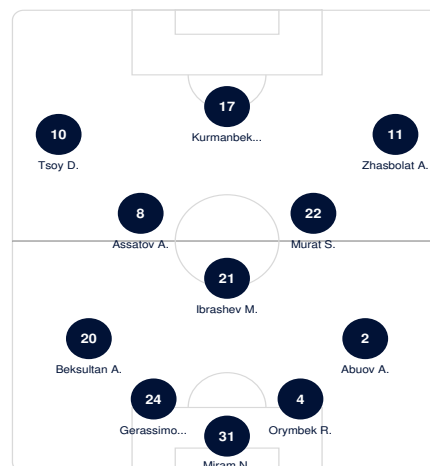 17
Kurmanbek...
10
Tsoy D.
11
Zhasbolat A.
8
Assatov A.
22
Murat S.
21
Ibrashev M.
20
Beksultan A.
2
Abuov A.
24
Gerassimo...
4
Orymbek R.
31
Miram N.